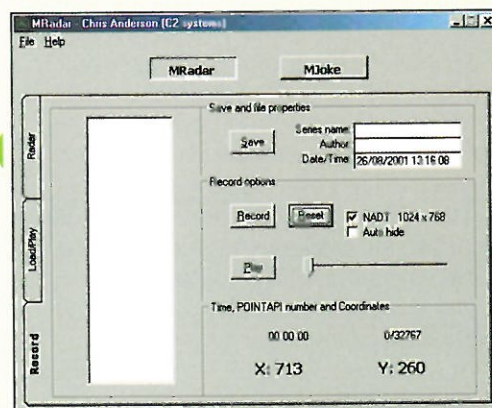 MRadar - Chris Anderson (C2 systems)
File Help
MRadar MJoke
Radar
Load/Play
Record
Save and file properties
Save
Series name:
Author:
Date/Time: 26/08/2001 13:16:08
Record options
Record Reset NADT 1024 x 768
Auto hide
Play
Time, POINTAPI number and Coordinates
00:00:00 0/32767
X: 713 Y: 260